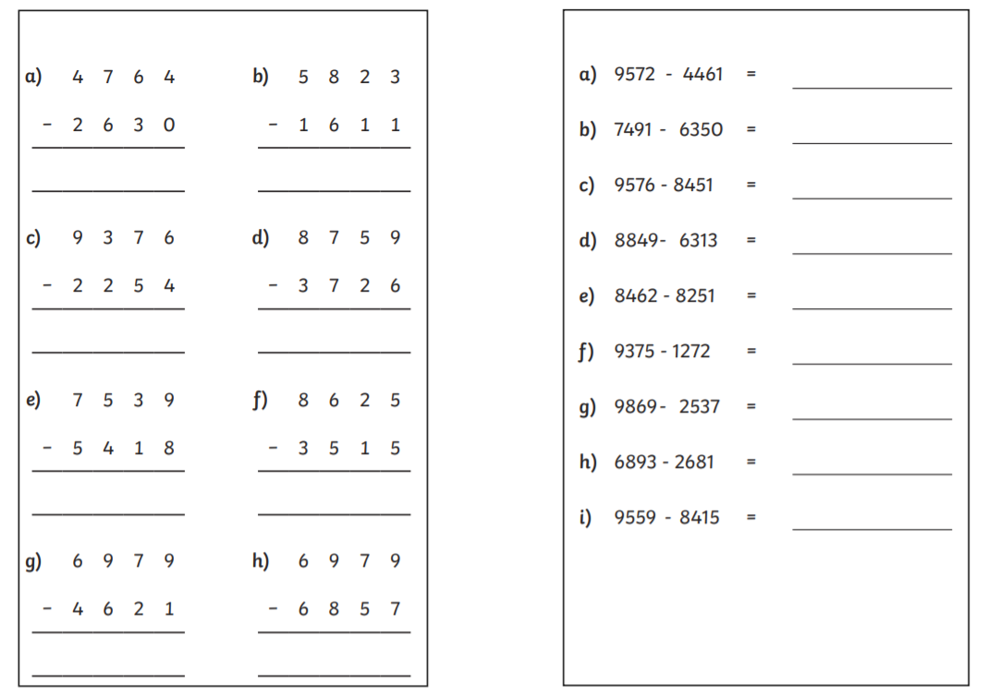 a) 4 7 6 4
- 2 6 3 0
b) 5 8 2 3
- 1 6 1 1
c) 9 3 7 6
- 2 2 5 4
d) 8 7 5 9
- 3 7 2 6
e) 7 5 3 9
- 5 4 1 8
f) 8 6 2 5
- 3 5 1 5
g) 6 9 7 9
- 4 6 2 1
h) 6 9 7 9
- 6 8 5 7
a) 9572 - 4461 =
b) 7491 - 6350 =
c) 9576 - 8451 =
d) 8849- 6313 =
e) 8462 - 8251 =
f) 9375 - 1272 =
g) 9869- 2537 =
h) 6893 - 2681 =
i) 9559 - 8415 =